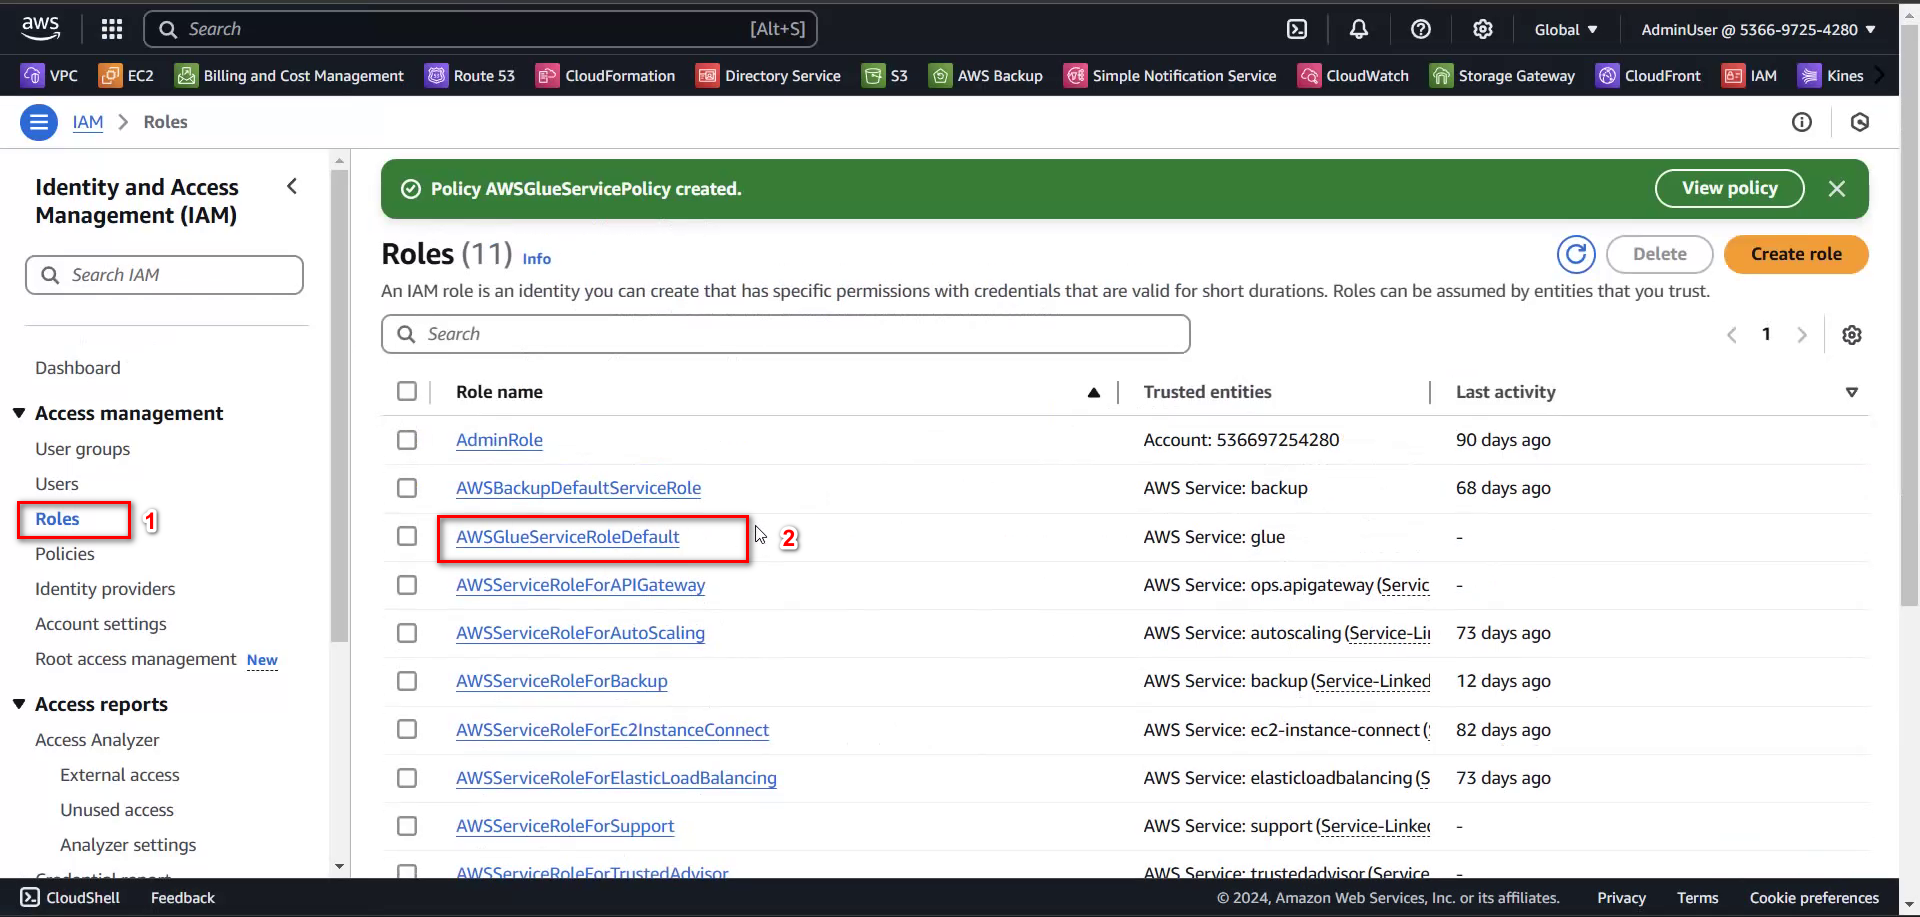 aws
Search [Alt+S]
Global
AdminUser @ 5366-9725-4280
VPC EC2 Billing and Cost Management Route 53 CloudFormation Directory Service S3 AWS Backup Simple Notification Service CloudWatch Storage Gateway CloudFront IAM Kines
IAM > Roles
Identity and Access
Management (IAM)
Search IAM
Dashboard
Access management
User groups
Users
Roles 1
Policies
Identity providers
Account settings
Root access management New
Access reports
Access Analyzer
External access
Unused access
Analyzer settings
Credential report
Policy AWSGlueServicePolicy created.
View policy
Roles (11) Info
Delete
Create role
An IAM role is an identity you can create that has specific permissions with credentials that are valid for short durations. Roles can be assumed by entities that you trust.
Search
1
Role name Trusted entities Last activity
AdminRole Account: 536697254280 90 days ago
AWSBackupDefaultServiceRole AWS Service: backup 68 days ago
AWSGlueServiceRoleDefault 2 AWS Service: glue -
AWSServiceRoleForAPIGateway AWS Service: ops.apigateway (Servic -
AWSServiceRoleForAutoScaling AWS Service: autoscaling (Service-Li 73 days ago
AWSServiceRoleForBackup AWS Service: backup (Service-Linked 12 days ago
AWSServiceRoleForEc2InstanceConnect AWS Service: ec2-instance-connect (S 82 days ago
AWSServiceRoleForElasticLoadBalancing AWS Service: elasticloadbalancing (S 73 days ago
AWSServiceRoleForSupport AWS Service: support (Service-Linked -
AWSServiceRoleForTrustedAdvisor AWS Service: trustedadvisor (Service -
CloudShell Feedback © 2024, Amazon Web Services, Inc. or its affiliates. Privacy Terms Cookie preferences